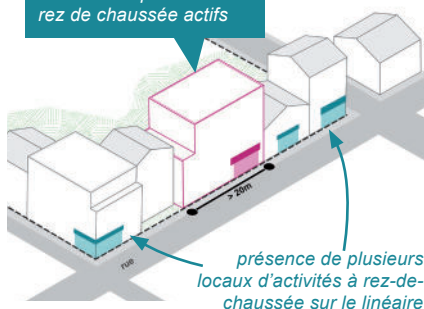 rez de chaussée actifs
> 20m
rue
présence de plusieurs
locaux d'activités à rez-de-
chaussée sur le linéaire